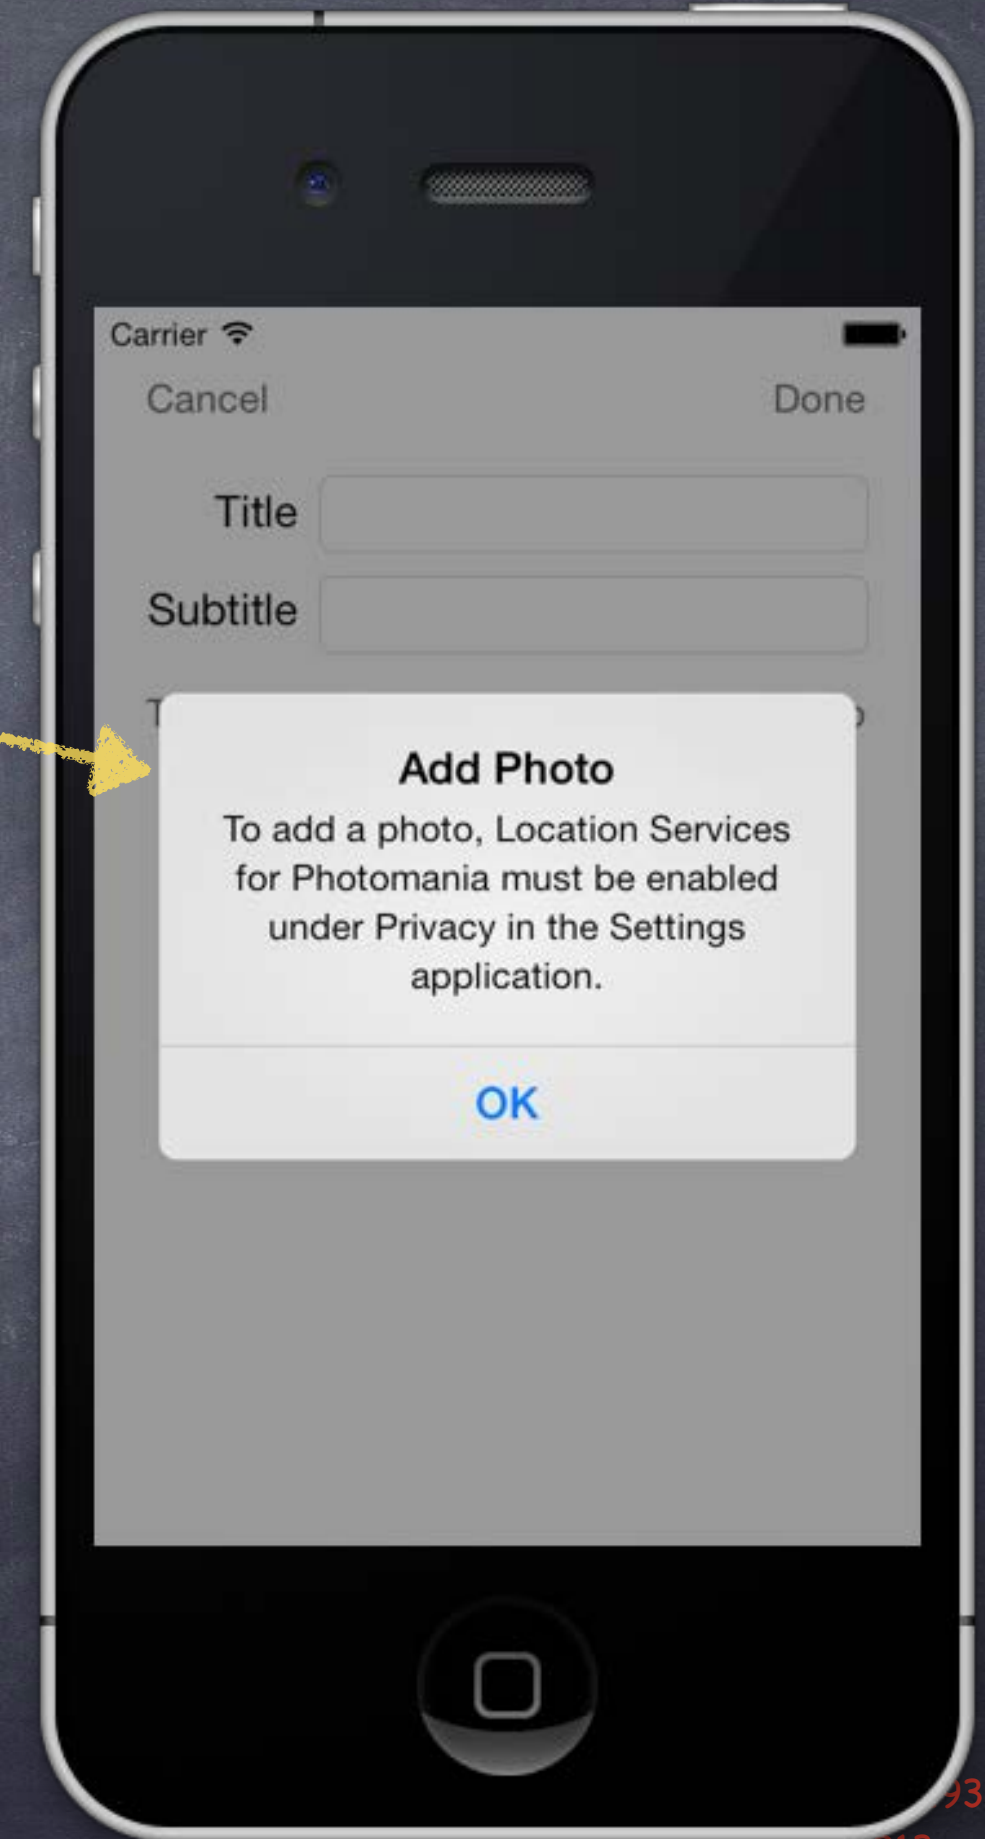 Carrier
Cancel Done
Title
Subtitle
Add Photo
To add a photo, Location Services
for Photomania must be enabled
under Privacy in the Settings
application.
OK
93